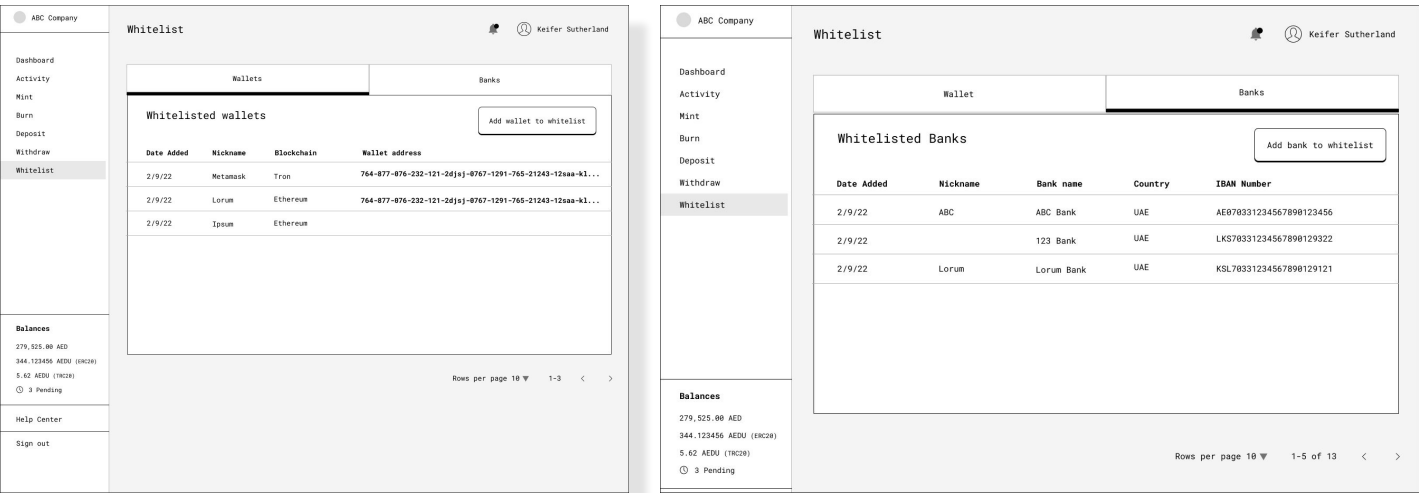 ABC Company
Whitelist
Keifer Sutherland
Dashboard
Activity
Mint
Burn
Deposit
Withdraw
Whitelist
Wallets
Banks
Whitelisted wallets
Add wallet to whitelist
Date Added Nickname Blockchain Wallet address
2/9/22 Metamask Tron 764-877-076-232-121-2djsj-0767-1291-765-21243-12saa-kl...
2/9/22 Lorum Ethereum 764-877-076-232-121-2djsj-0767-1291-765-21243-12saa-kl...
2/9/22 Ipsum Ethereum
Balances
279,525.00 AED
344.123456 AEDU (ERC20)
5.62 AEDU (TRC20)
3 Pending
Rows per page 10 1-3
Help Center
Sign out
ABC Company
Whitelist
Keifer Sutherland
Dashboard
Activity
Mint
Burn
Deposit
Withdraw
Whitelist
Wallet
Banks
Whitelisted Banks
Add bank to whitelist
Date Added Nickname Bank name Country IBAN Number
2/9/22 ABC ABC Bank UAE AE070331234567890123456
2/9/22 123 Bank UAE LKS70331234567890129322
2/9/22 Lorum Lorum Bank UAE KSL70331234567890129121
Balances
279,525.00 AED
344.123456 AEDU (ERC20)
5.62 AEDU (TRC20)
3 Pending
Rows per page 10 1-5 of 13